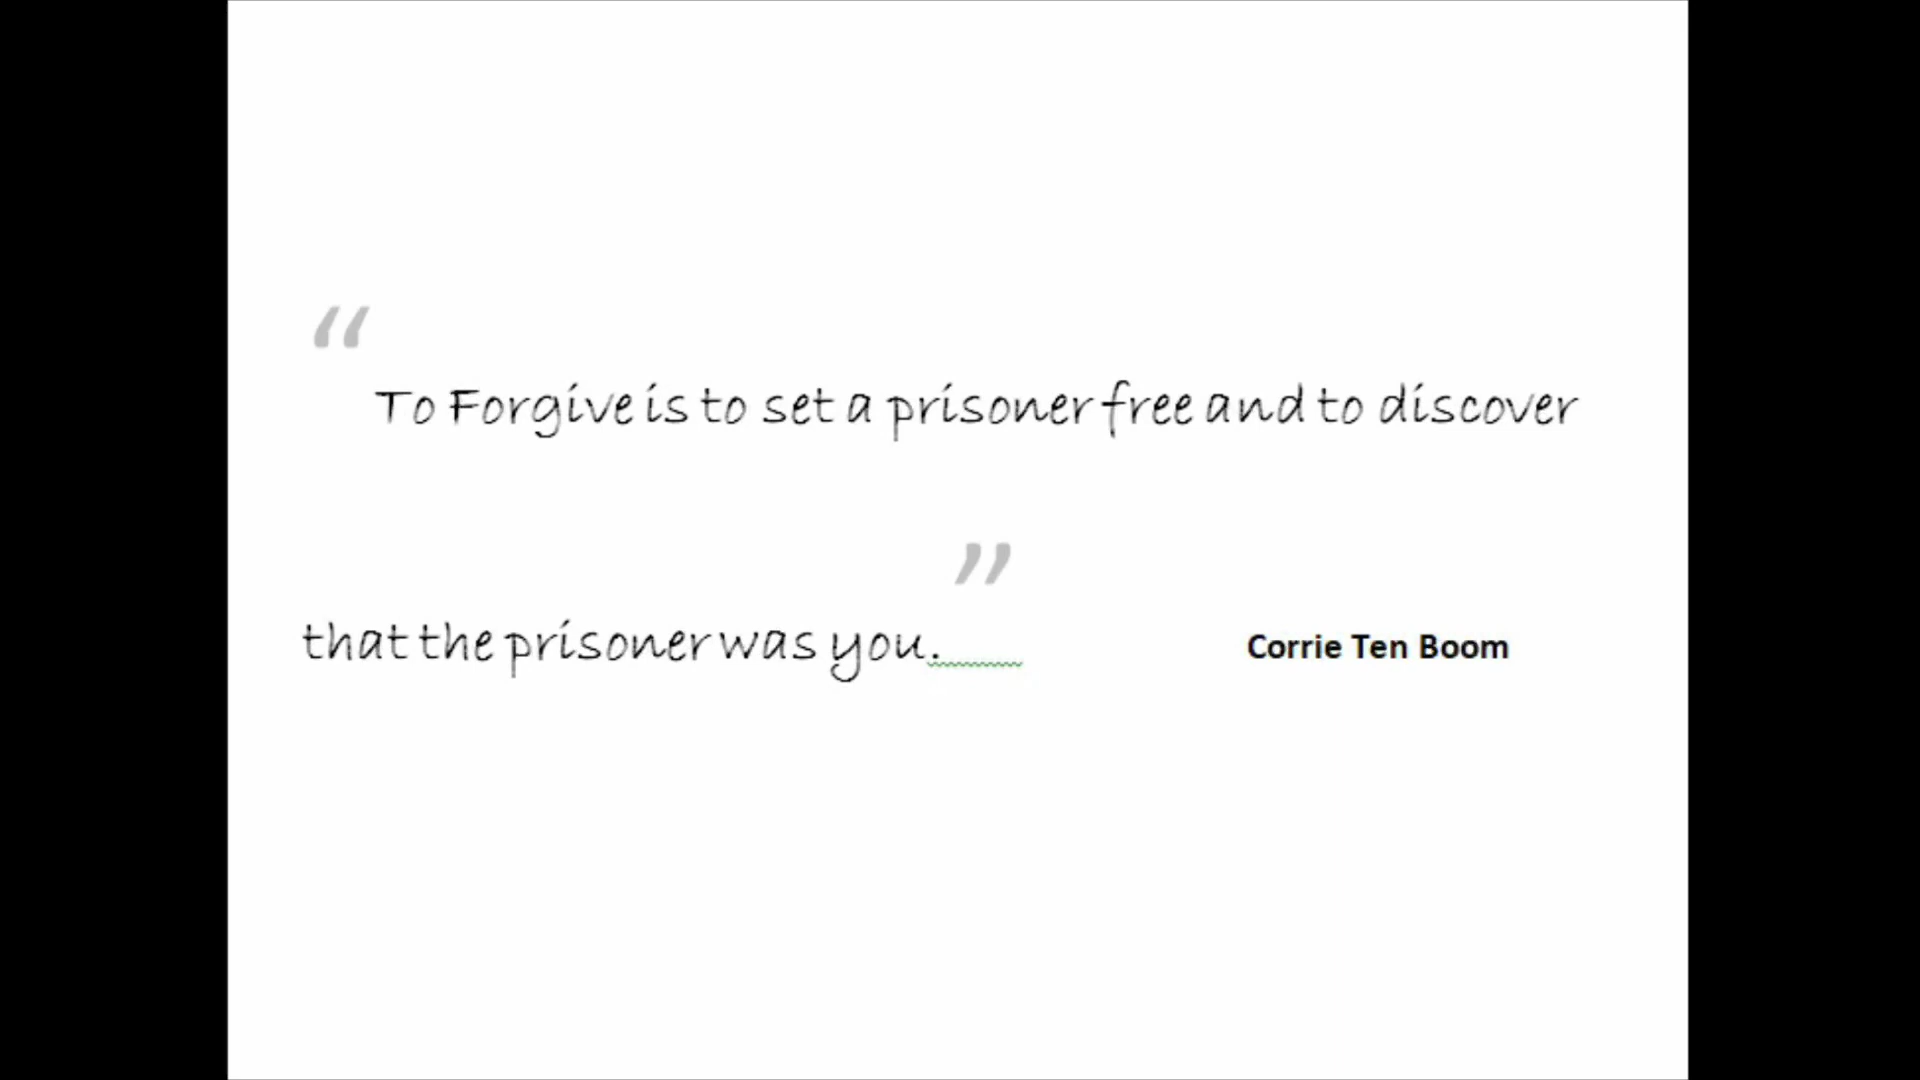 “To Forgive is to set a prisoner free and to discover
that the prisoner was you.” Corrie Ten Boom